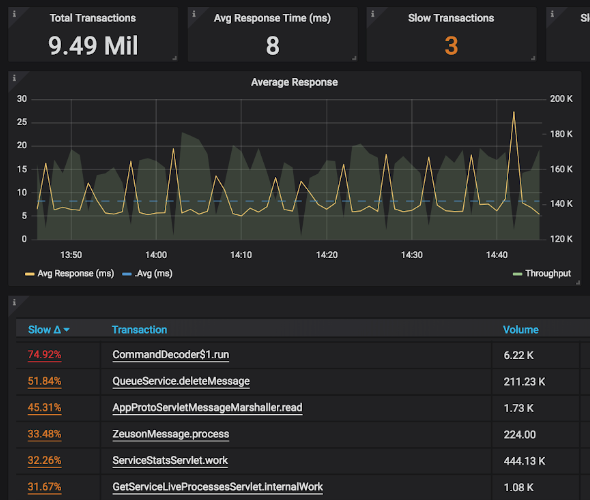 i Total Transactions i Avg Response Time (ms) i Slow Transactions i Sl
9.49 Mil 8 3
i
Average Response
30 200 K
25 180 K
20
15 160 K
10 140 K
5
0 120 K
13:50 14:00 14:10 14:20 14:30 14:40
Avg Response (ms) .Avg (ms) Throughput
i
Slow Δ Transaction Volume
74.92% CommandDecoder$1.run 6.22 K
51.84% QueueService.deleteMessage 211.23 K
45.31% AppProtoServletMessageMarshaller.read 1.73 K
33.48% ZeusonMessage.process 224.00
32.26% ServiceStatsServlet.work 444.13 K
31.67% GetServiceLiveProcessesServlet.internalWork 1.08 K